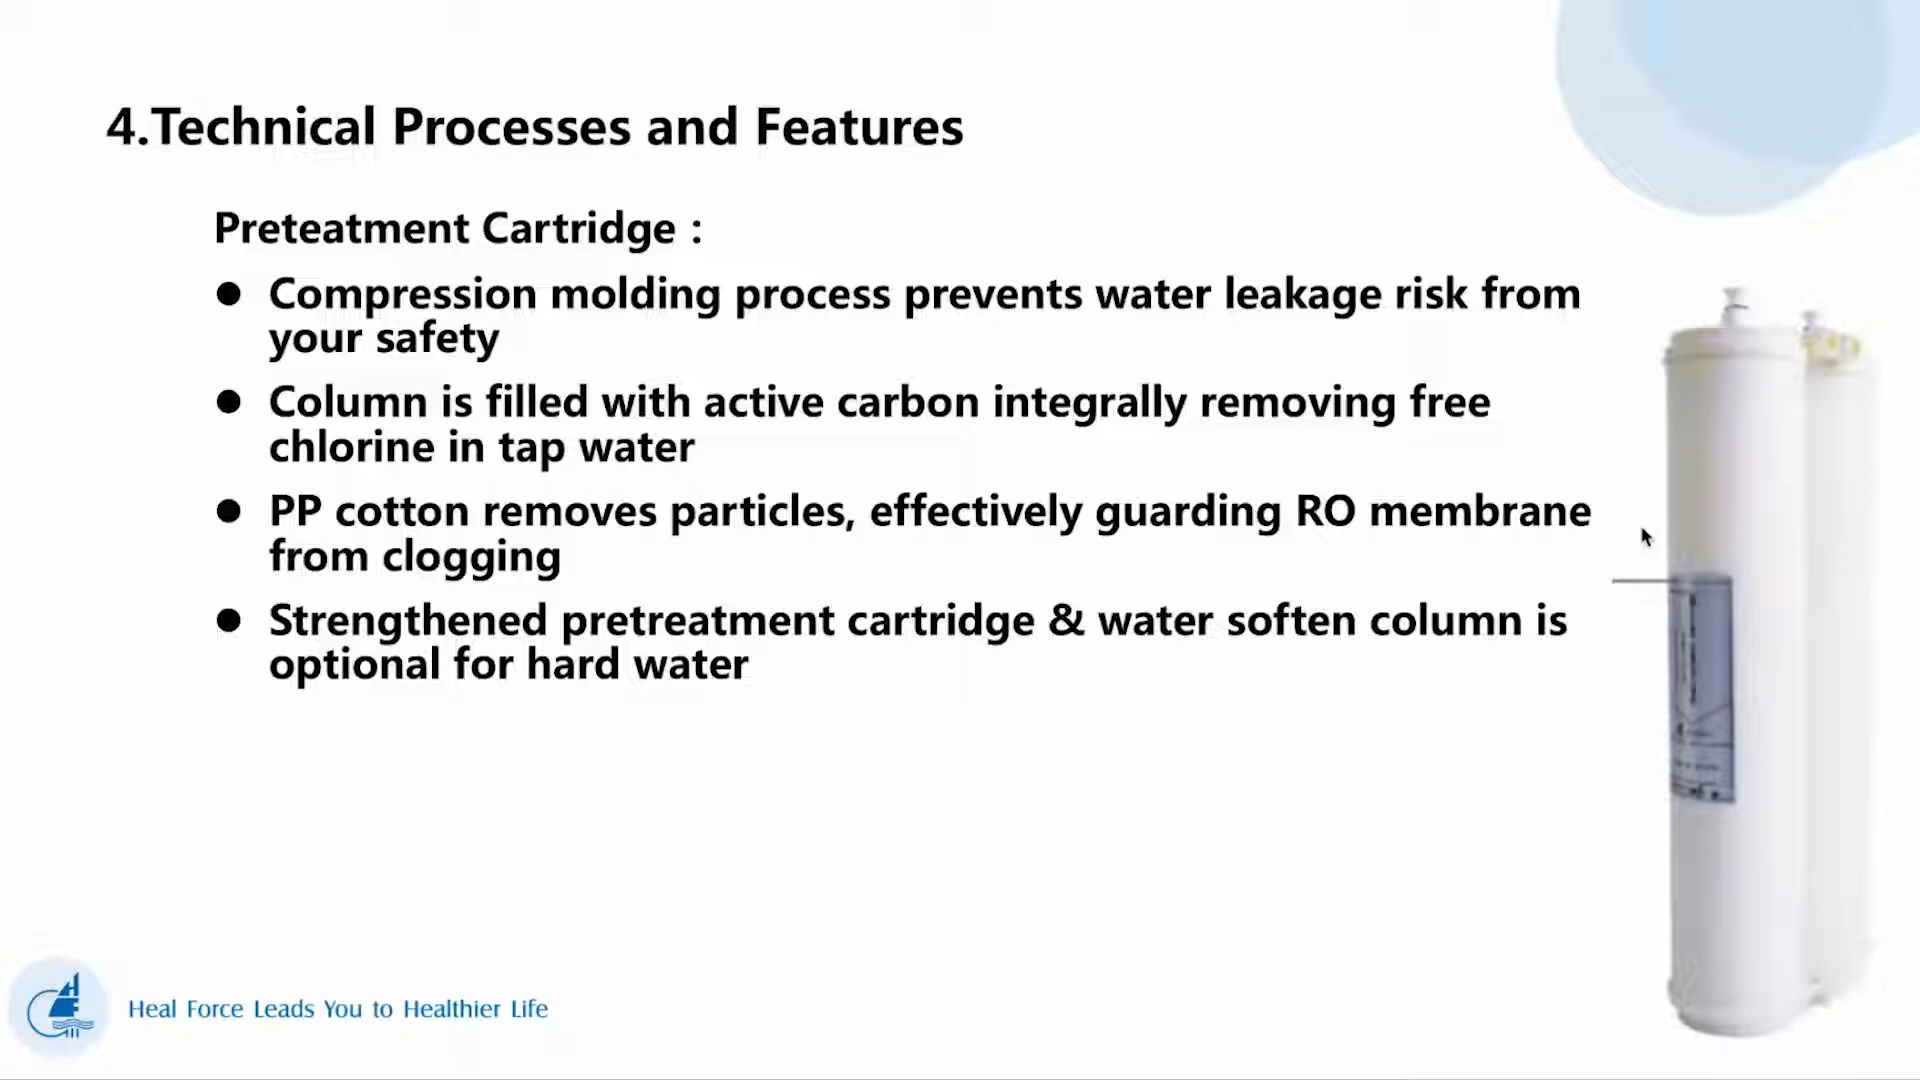 4.Technical Processes and Features
Preteatment Cartridge：
● Compression molding process prevents water leakage risk from
your safety
● Column is filled with active carbon integrally removing free
chlorine in tap water
● PP cotton removes particles, effectively guarding RO membrane
from clogging
● Strengthened pretreatment cartridge & water soften column is
optional for hard water
Heal Force Leads You to Healthier Life